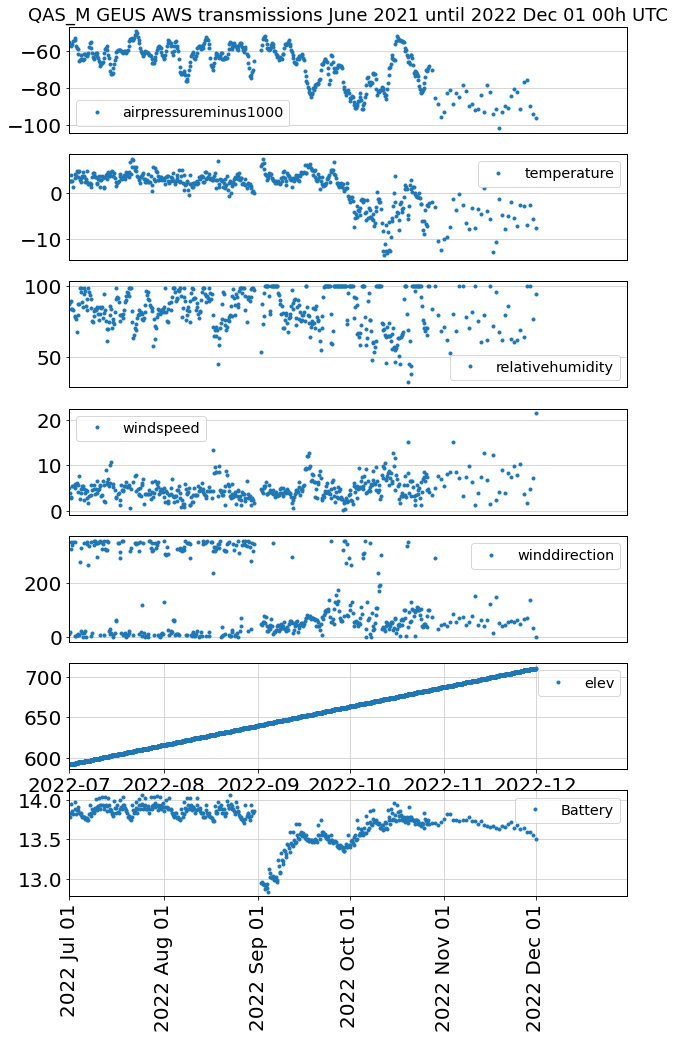 QAS_M GEUS AWS transmissions June 2021 until 2022 Dec 01 00h UTC
−60
−80
−100
airpressureminus1000
0
−10
temperature
100
50
relativehumidity
20
10
0
windspeed
200
0
winddirection
700
650
600
elev
2022-07 2022-08 2022-09 2022-10 2022-11 2022-12
14.0
13.5
13.0
Battery
2022 Jul 01
2022 Aug 01
2022 Sep 01
2022 Oct 01
2022 Nov 01
2022 Dec 01